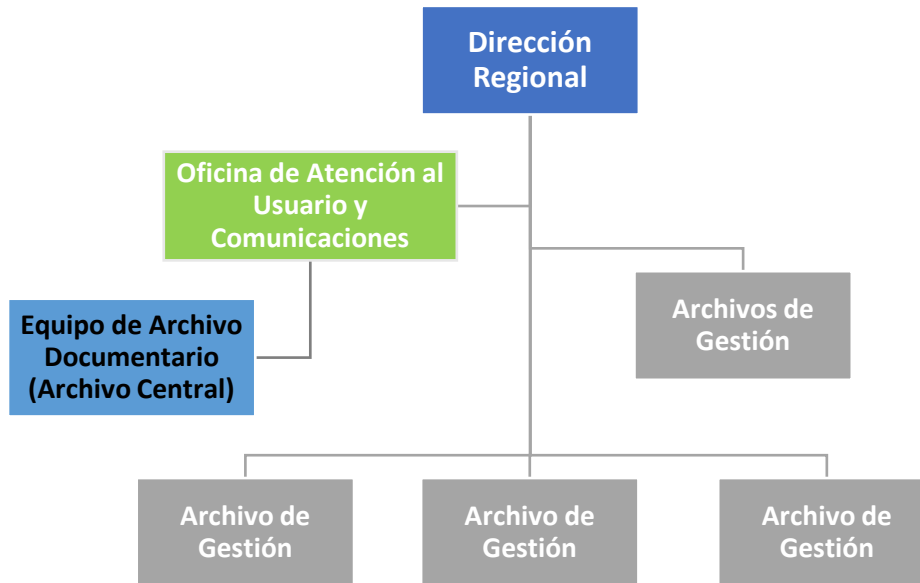 Dirección
Regional
Oficina de Atención al
Usuario y
Comunicaciones
Archivos de
Gestión
Equipo de Archivo
Documentario
(Archivo Central)
Archivo de
Gestión
Archivo de
Gestión
Archivo de
Gestión